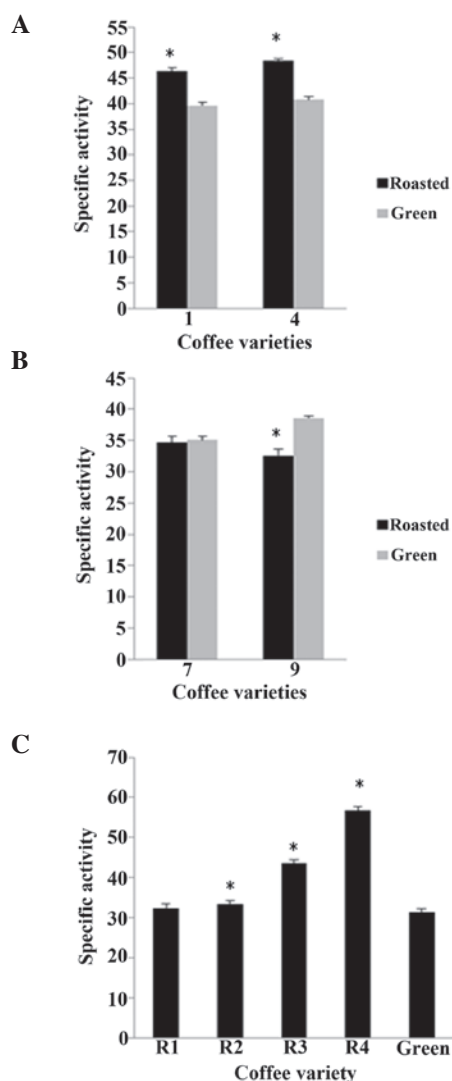 A
Specific activity
55
50
45
40
35
30
25
20
15
10
5
0
*
*
1
4
Coffee varieties
Roasted
Green
B
Specific activity
45
40
35
30
25
20
15
10
5
0
*
7
9
Coffee varieties
Roasted
Green
C
Specific activity
70
60
50
40
30
20
10
0
*
*
*
R1 R2 R3 R4 Green
Coffee variety